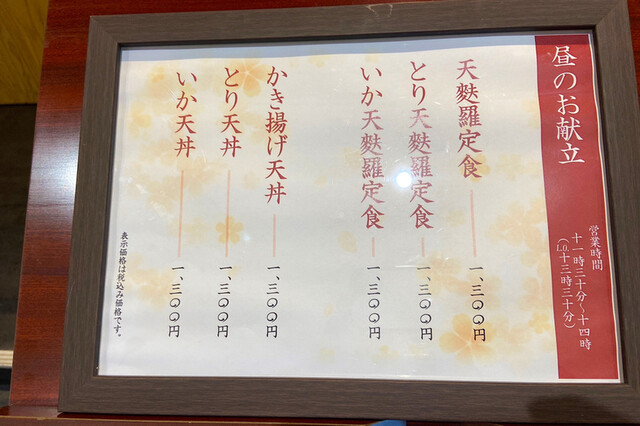 昼のお献立
営業時間
十一時三十分〜十四時
(L.O.十三時三十分)
天麩羅定食 一、三〇〇円
とり天麩羅定食 一、三〇〇円
いか天麩羅定食 一、三〇〇円
かき揚げ天丼 一、三〇〇円
とり天丼 一、三〇〇円
いか天丼 一、三〇〇円
表示価格は税込み価格です。